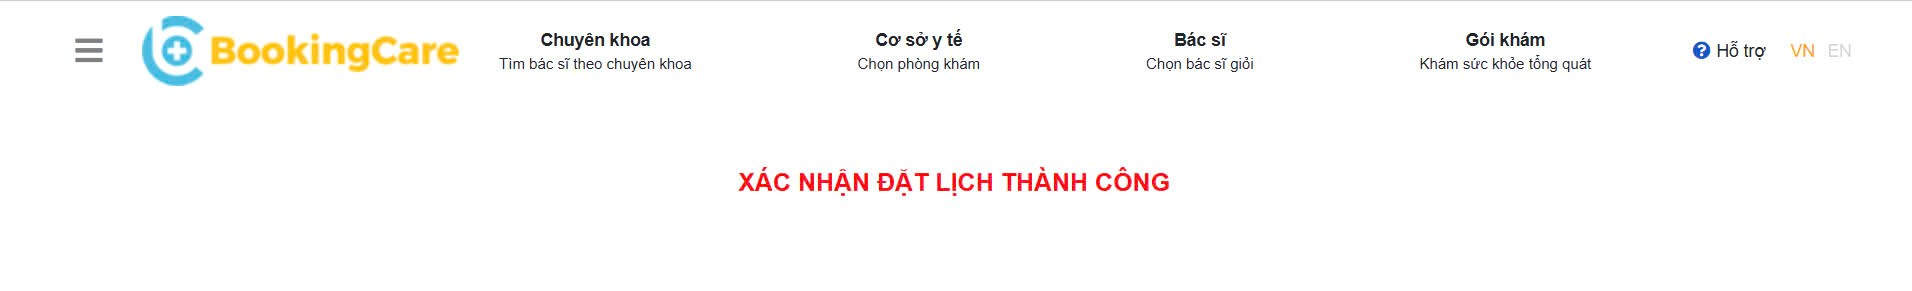 BookingCare
Chuyên khoa
Tìm bác sĩ theo chuyên khoa
Cơ sở y tế
Chọn phòng khám
Bác sĩ
Chọn bác sĩ giỏi
Gói khám
Khám sức khỏe tổng quát
Hỗ trợ
VN EN
XÁC NHẬN ĐẶT LỊCH THÀNH CÔNG